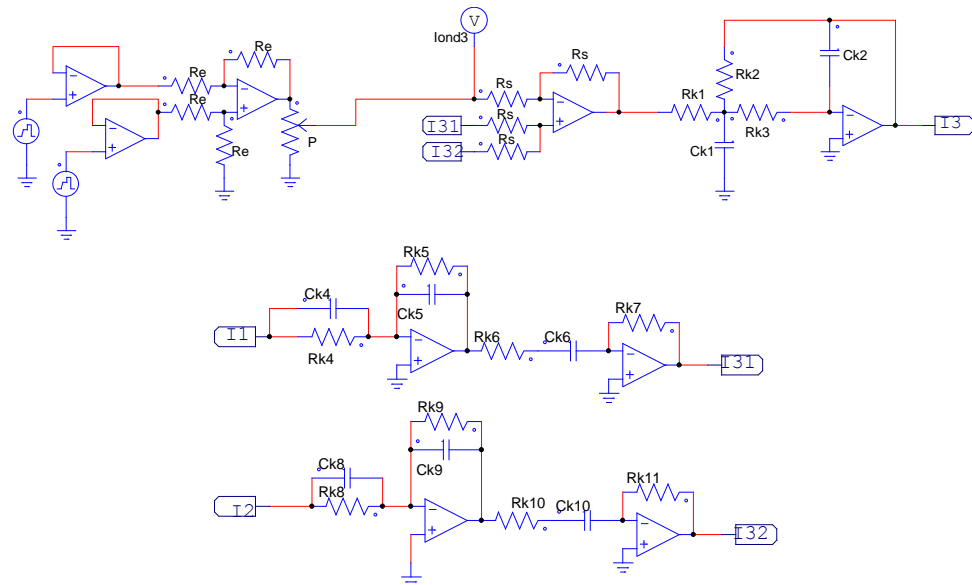 V
Iond3
Re
Re
Re
Re
P
Rs
Rs
Rs
Rs
I31
I32
Rk1
Rk2
Rk3
Ck1
Ck2
I3
Rk5
Ck4
Ck5
I1
Rk4
Rk6
Ck6
Rk7
I31
Rk9
Ck8
Ck9
Rk8
I2
Rk10
Ck10
Rk11
I32